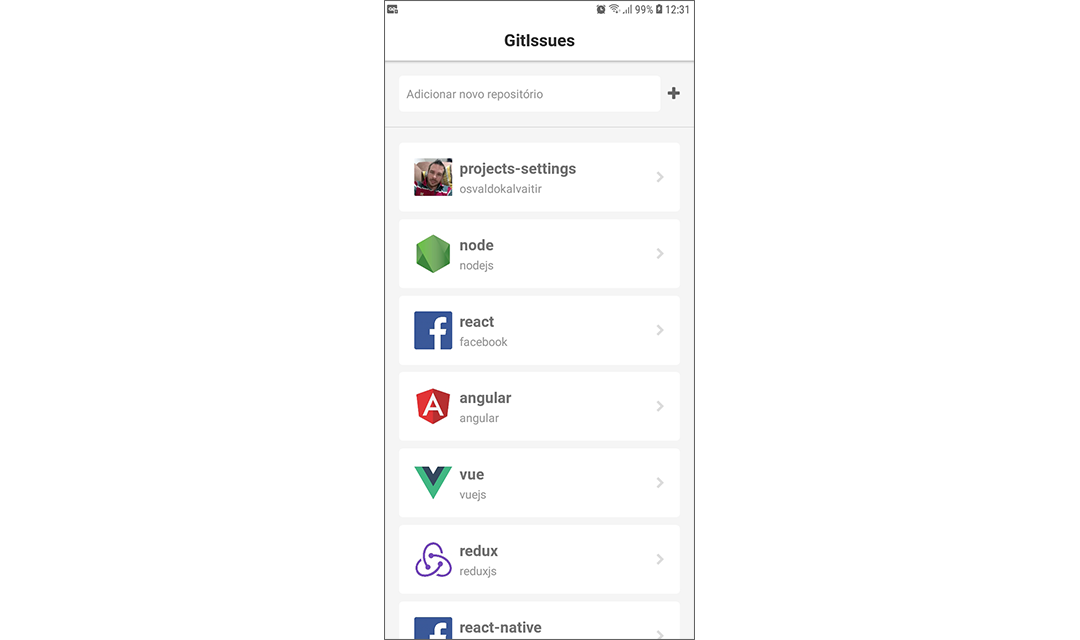 99% 12:31
GitIssues
Adicionar novo repositório
projects-settings
osvaldokalvaitir
node
nodejs
react
facebook
angular
angular
vue
vuejs
redux
reduxjs
react-native